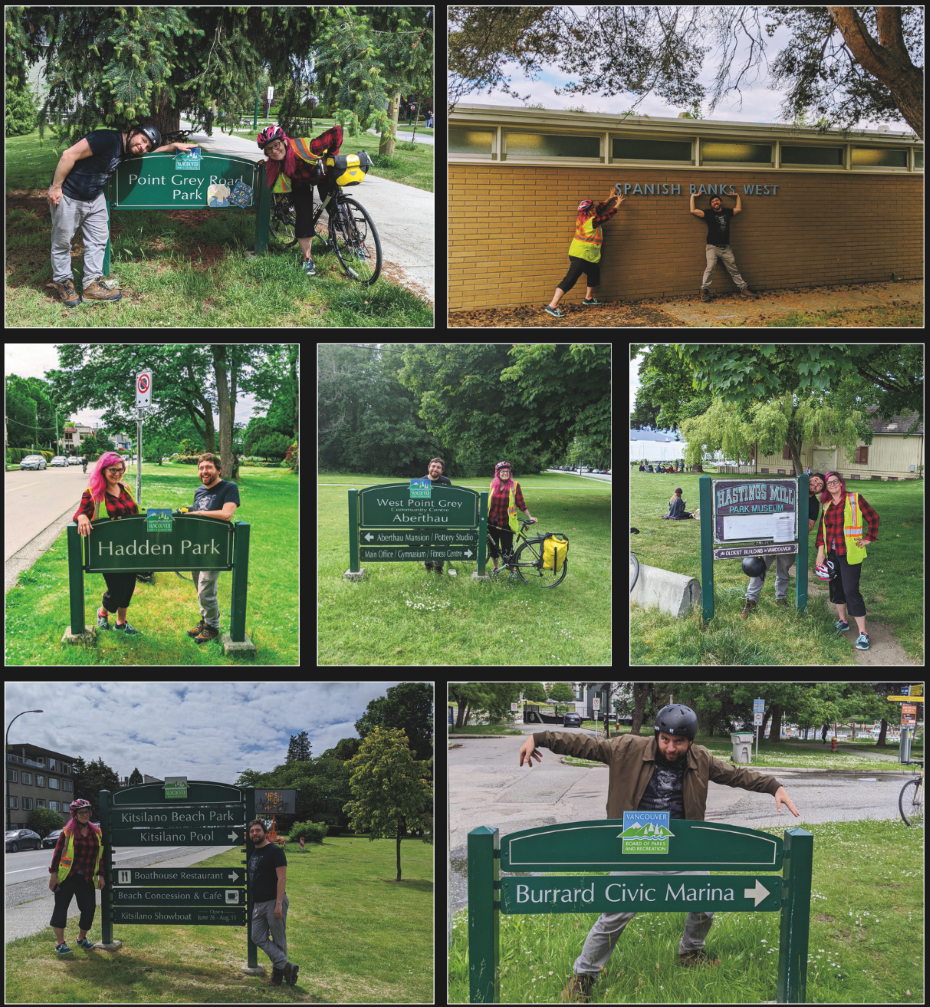 Point Grey Road
Park
SPANISH BANKS WEST
Hadden Park
West Point Grey
Community Centre
Aberthau
Aberthau Mansion / Pottery Studio
Main Office / Gymnasium / Fitness Centre
HASTINGS MILL
PARK MUSEUM
OLDEST BUILDING IN VANCOUVER
Kitsilano Beach Park
Kitsilano Pool
Boathouse Restaurant
Beach Concession & Cafe
Kitsilano Showboat
VANCOUVER
BOARD OF PARKS
AND RECREATION
Burrard Civic Marina